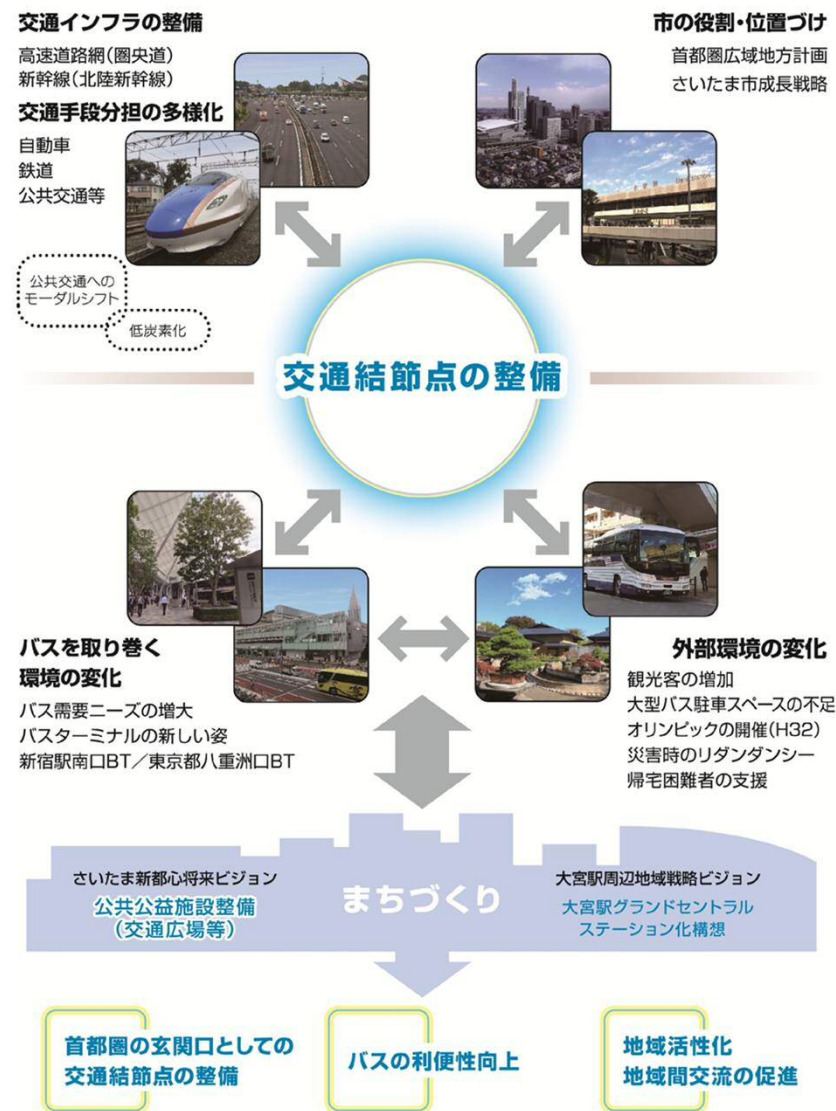 交通インフラの整備
高速道路網(圏央道)
新幹線(北陸新幹線)
交通手段分担の多様化
自動車
鉄道
公共交通等
公共交通への
モーダルシフト
低炭素化
市の役割・位置づけ
首都圏広域地方計画
さいたま市成長戦略
交通結節点の整備
バスを取り巻く
環境の変化
バス需要ニーズの増大
バスターミナルの新しい姿
新宿駅南口BT/東京都八重洲口BT
外部環境の変化
観光客の増加
大型バス駐車スペースの不足
オリンピックの開催(H32)
災害時のリダンダンシー
帰宅困難者の支援
さいたま新都心将来ビジョン
公共公益施設整備
(交通広場等)
まちづくり
大宮駅周辺地域戦略ビジョン
大宮駅グランドセントラル
ステーション化構想
首都圏の玄関口としての
交通結節点の整備
バスの利便性向上
地域活性化
地域間交流の促進